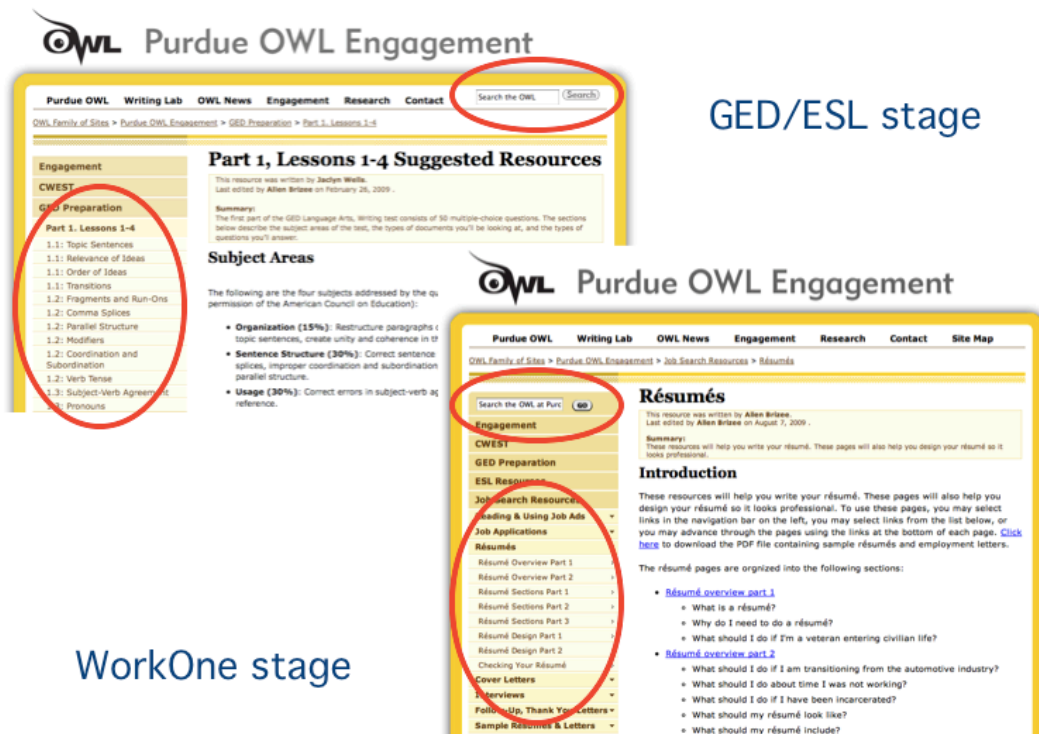 OWL Purdue OWL Engagement
Purdue OWL Writing Lab OWL News Engagement Research Contact Search the OWL Search
OWL Family of Sites > Purdue OWL Engagement > GED Preparation > Part 1. Lessons 1-4
GED/ESL stage
Engagement
CWEST
GED Preparation
Part 1. Lessons 1-4
1.1: Topic Sentences
1.1: Relevance of Ideas
1.1: Order of Ideas
1.1: Transitions
1.2: Fragments and Run-Ons
1.2: Comma Splices
1.2: Parallel Structure
1.2: Modifiers
1.2: Coordination and
Subordination
1.2: Verb Tense
1.3: Subject-Verb Agreement
1.3: Pronouns
Part 1, Lessons 1-4 Suggested Resources
This resource was written by Jaclyn Wells.
Last edited by Allen Brizee on February 26, 2009 .
Summary:
The first part of the GED Language Arts, Writing test consists of 50 multiple-choice questions. The sections
below describe the subject areas of the test, the types of documents you'll be looking at, and the types of
questions you'll answer.
Subject Areas
The following are the four subjects addressed by the
permission of the American Council on Education):
• Organization (15%): Restructure paragraphs
topic sentences, create unity and coherence in
• Sentence Structure (30%): Correct sentence
splices, improper coordination and subordination
parallel structure.
• Usage (30%): Correct errors in subject-verb
reference.
OWL Purdue OWL Engagement
Purdue OWL Writing Lab OWL News Engagement Research Contact Site Map
OWL Family of Sites > Purdue OWL Engagement > Job Search Resources > Résumés
Search the OWL at Purc GO
Engagement
CWEST
GED Preparation
ESL Resources
Job Search Resources
Reading & Using Job Ads
Job Applications
Résumés
Résumé Overview Part 1
Résumé Overview Part 2
Résumé Sections Part 1
Résumé Sections Part 2
Résumé Sections Part 3
Résumé Design Part 1
Résumé Design Part 2
Checking Your Résumé
Cover Letters
Interviews
Follow-Up, Thank You Letters
Sample Résumés & Letters
Résumés
This resource was written by Allen Brizee.
Last edited by Allen Brizee on August 7, 2009 .
Summary:
These resources will help you write your résumé. These pages will also help you design your résumé so it
looks professional.
Introduction
These resources will help you write your résumé. These pages will also help you
design your résumé so it looks professional. To use these pages, you may select
links in the navigation bar on the left, you may select links from the list below, or
you may advance through the pages using the links at the bottom of each page. Click
here to download the PDF file containing sample résumés and employment letters.
The résumé pages are orgnized into the following sections:
• Résumé overview part 1
What is a résumé?
Why do I need to do a résumé?
What should I do if I'm a veteran entering civilian life?
• Résumé overview part 2
What should I do if I am transitioning from the automotive industry?
What should I do about time I was not working?
What should I do if I have been incarcerated?
What should my résumé look like?
What should my résumé include?
WorkOne stage